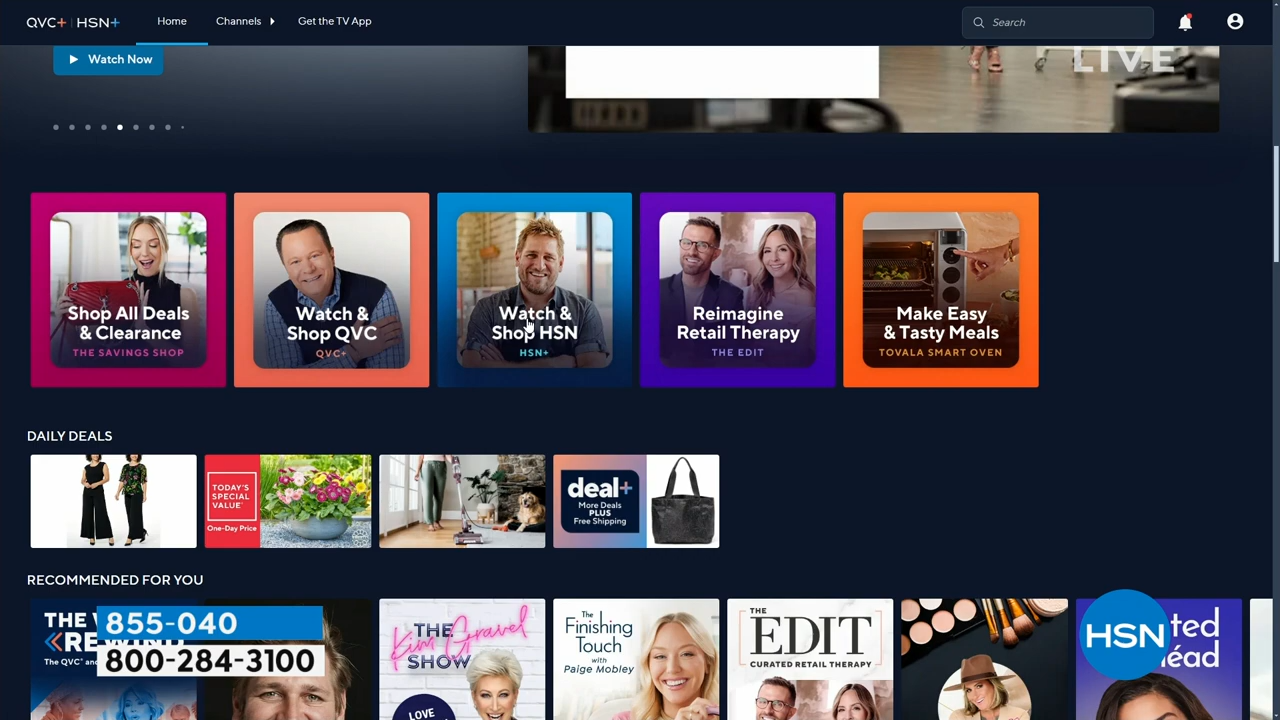 QVC+ | HSN+
Home
Channels
Get the TV App
Search
Watch Now
LIVE
Shop All Deals
& Clearance
THE SAVINGS SHOP
Watch &
Shop QVC
QVC+
Watch &
Shop HSN
HSN+
Reimagine
Retail Therapy
THE EDIT
Make Easy
& Tasty Meals
TOVALA SMART OVEN
DAILY DEALS
TODAY'S
SPECIAL
VALUE
One-Day Price
deal+
More Deals
PLUS
Free Shipping
RECOMMENDED FOR YOU
THE
The QVC+
855-040
800-284-3100
THE
Kim Gravel
SHOW
LOVE
The
Finishing
Touch
with
Paige Mobley
THE
EDIT
CURATED RETAIL THERAPY
HSN